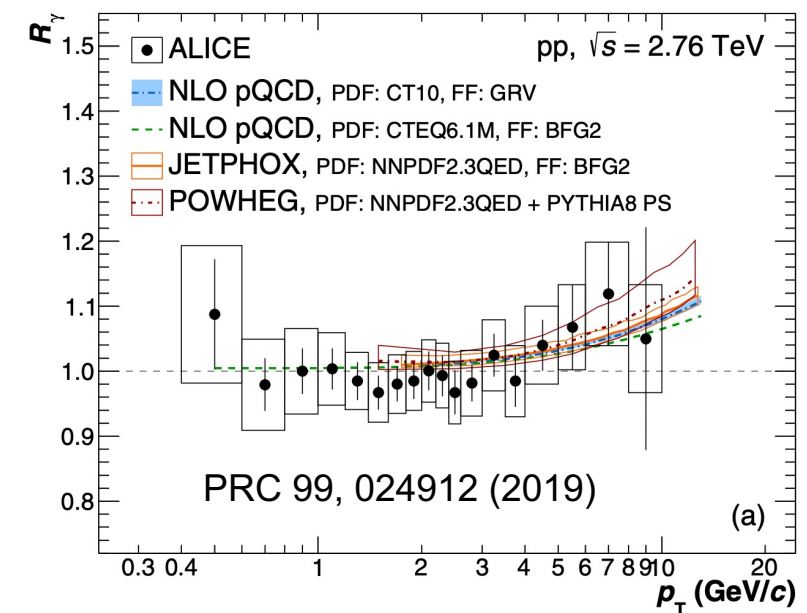 R_γ
1.5
1.4
1.3
1.2
1.1
1.0
0.9
0.8
ALICE
pp, √s = 2.76 TeV
NLO pQCD, PDF: CT10, FF: GRV
NLO pQCD, PDF: CTEQ6.1M, FF: BFG2
JETPHOX, PDF: NNPDF2.3QED, FF: BFG2
POWHEG, PDF: NNPDF2.3QED + PYTHIA8 PS
PRC 99, 024912 (2019)
(a)
0.3 0.4 1 2 3 4 5 6 7 8 9 10 20
p_T (GeV/c)